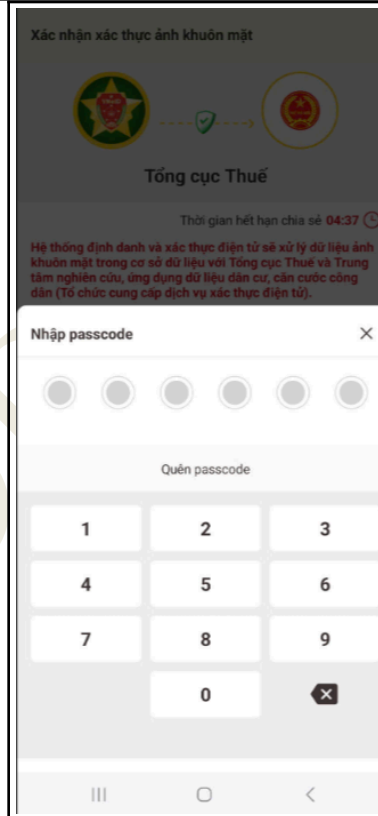 Xác nhận xác thực ảnh khuôn mặt
THUẾ
Tổng cục Thuế
Thời gian hết hạn chia sẻ 04:37
Hệ thống định danh và xác thực điện tử sẽ xử lý dữ liệu ảnh
khuôn mặt trong cơ sở dữ liệu với Tổng cục Thuế và Trung
tâm nghiên cứu, ứng dụng dữ liệu dân cư, căn cước công
dân (Tổ chức cung cấp dịch vụ xác thực điện tử).
Nhập passcode
Quên passcode
1 2 3
4 5 6
7 8 9
0